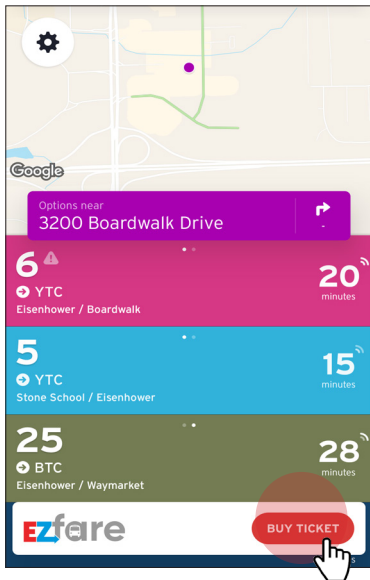 Google
Options near
3200 Boardwalk Drive
-
6
YTC
Eisenhower / Boardwalk
20
minutes
5
YTC
Stone School / Eisenhower
15
minutes
25
BTC
Eisenhower / Waymarket
28
minutes
EZfare
BUY TICKET